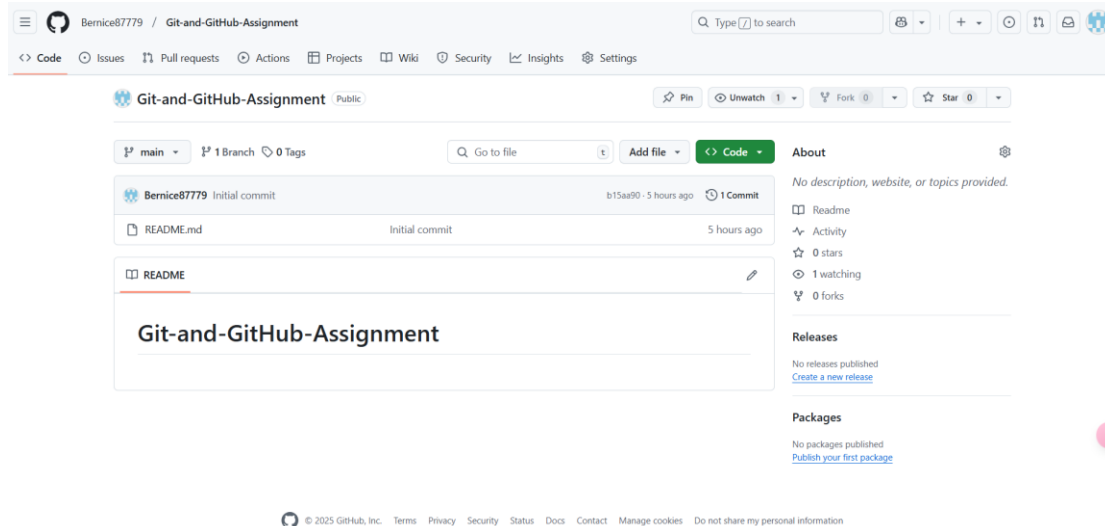 Bernice87779 / Git-and-GitHub-Assignment
Type / to search
Code Issues Pull requests Actions Projects Wiki Security Insights Settings
Git-and-GitHub-Assignment Public
Pin Unwatch 1 Fork 0 Star 0
main 1 Branch 0 Tags Go to file t Add file Code
Bernice87779 Initial commit b15aa90 · 5 hours ago 1 Commit
README.md Initial commit 5 hours ago
README
Git-and-GitHub-Assignment
About
No description, website, or topics provided.
Readme
Activity
0 stars
1 watching
0 forks
Releases
No releases published
Create a new release
Packages
No packages published
Publish your first package
© 2025 GitHub, Inc. Terms Privacy Security Status Docs Contact Manage cookies Do not share my personal information